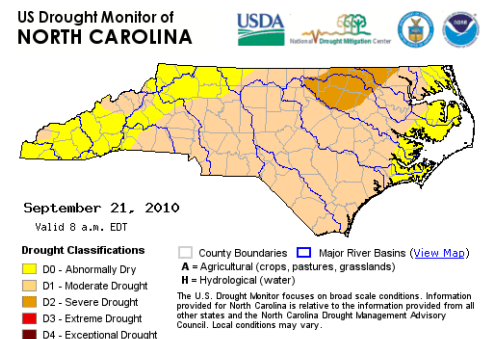 US Drought Monitor of
NORTH CAROLINA
USDA
National Drought Mitigation Center
September 21, 2010
Valid 8 a.m. EDT
Drought Classifications
D0 - Abnormally Dry
D1 - Moderate Drought
D2 - Severe Drought
D3 - Extreme Drought
D4 - Exceptional Drought
County Boundaries
Major River Basins (View Map)
A = Agricultural (crops, pastures, grasslands)
H = Hydrological (water)
The U.S. Drought Monitor focuses on broad scale conditions. Information
provided for North Carolina is relative to the information provided from all
other states and the North Carolina Drought Management Advisory
Council. Local conditions may vary.